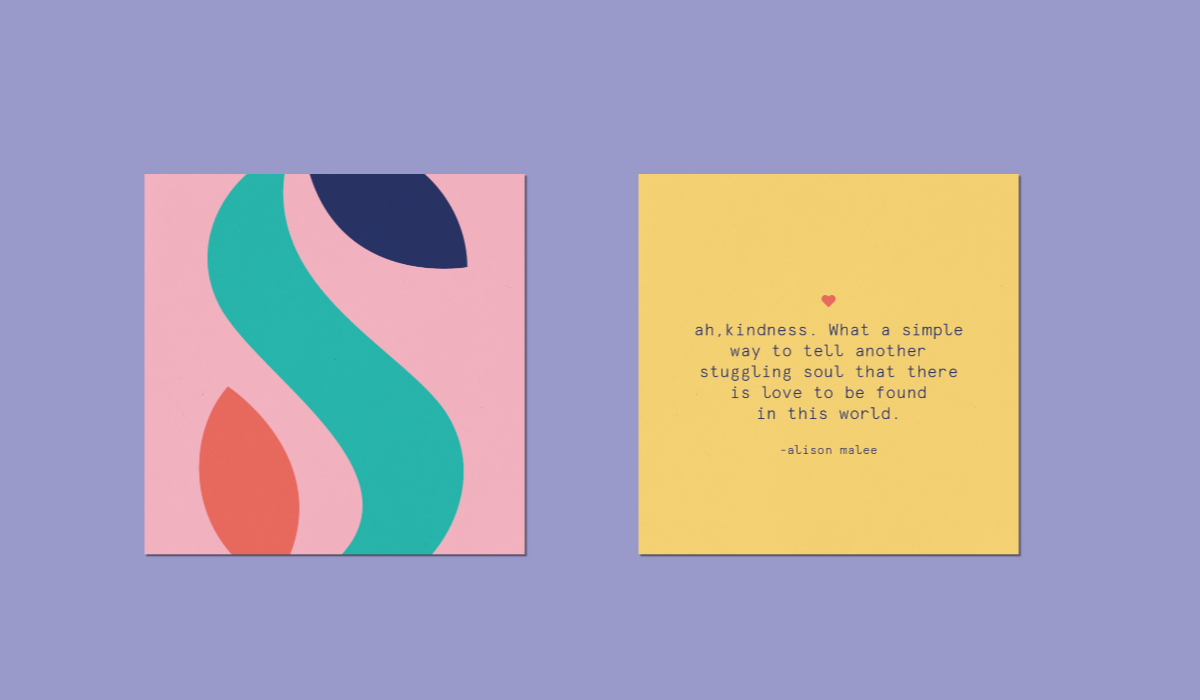 ah,kindness. What a simple
way to tell another
stuggling soul that there
is love to be found
in this world.
-alison malee